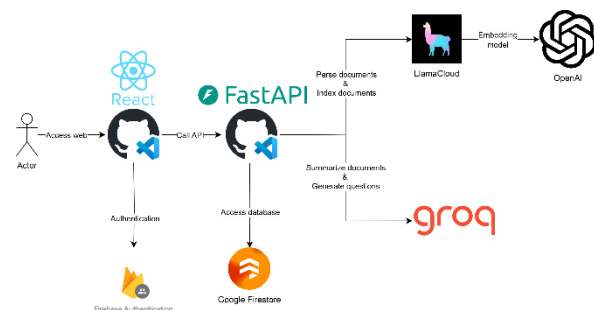 React
FastAPI
LlamaCloud
Embedding
model
OpenAI
Parse documents
&
Index documents
Actor
Access web
Call API
Summarize documents
&
Generate questions
groq
Authentication
Access database
Firebase Authentication
Google Firestore